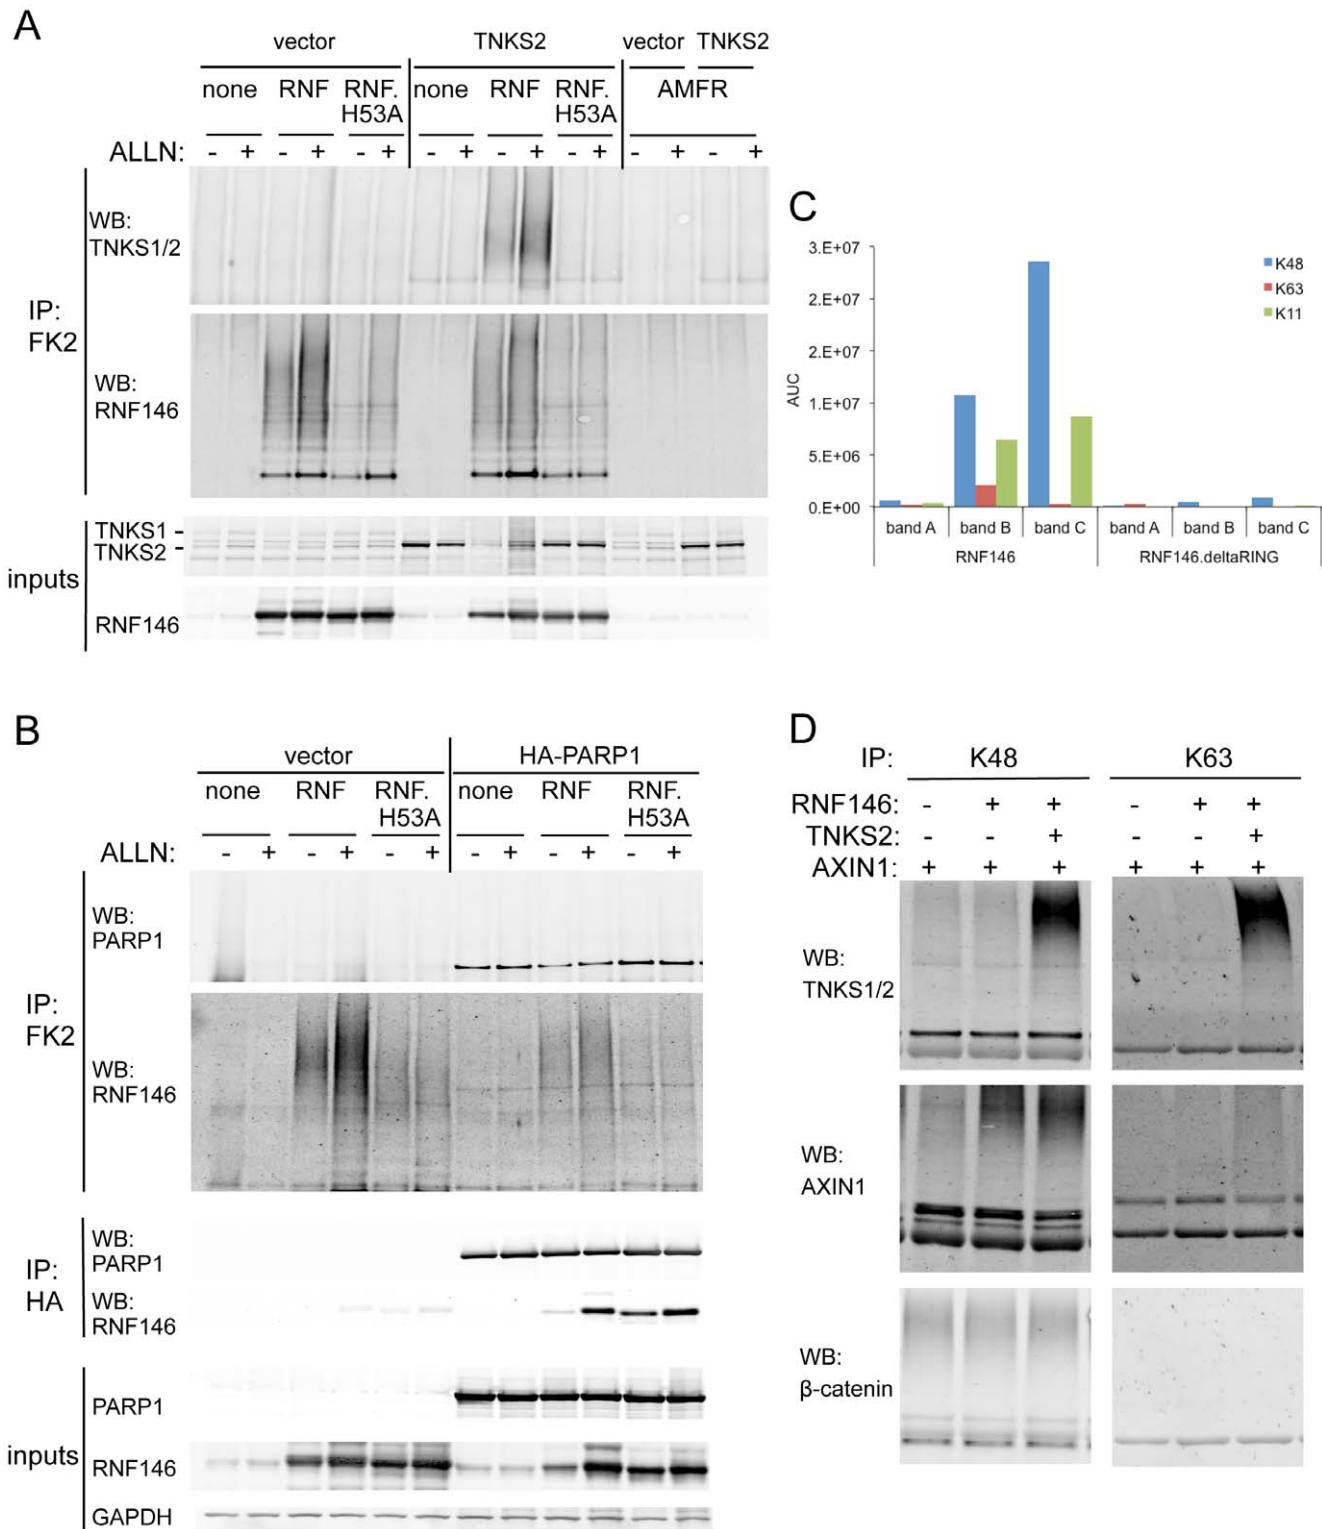 A
vector TNKS2 vector TNKS2
none RNF RNF. none RNF RNF. AMFR
H53A H53A
ALLN: - + - + - + - + - + - + - + - +
WB:
TNKS1/2
IP:
FK2
WB:
RNF146
TNKS1
TNKS2
inputs
RNF146
B
vector HA-PARP1
none RNF RNF. none RNF RNF.
H53A H53A
ALLN: - + - + - + - + - + - +
WB:
PARP1
IP:
FK2
WB:
RNF146
WB:
PARP1
IP:
HA
WB:
RNF146
PARP1
inputs
RNF146
GAPDH
C
3.E+07
2.E+07
2.E+07
1.E+07
5.E+06
0.E+00
AUC
K48
K63
K11
band A band B band C band A band B band C
RNF146 RNF146.deltaRING
D
IP: K48 K63
RNF146: - + + - + +
TNKS2: - - + - - +
AXIN1: + + + + + +
WB:
TNKS1/2
WB:
AXIN1
WB:
β-catenin